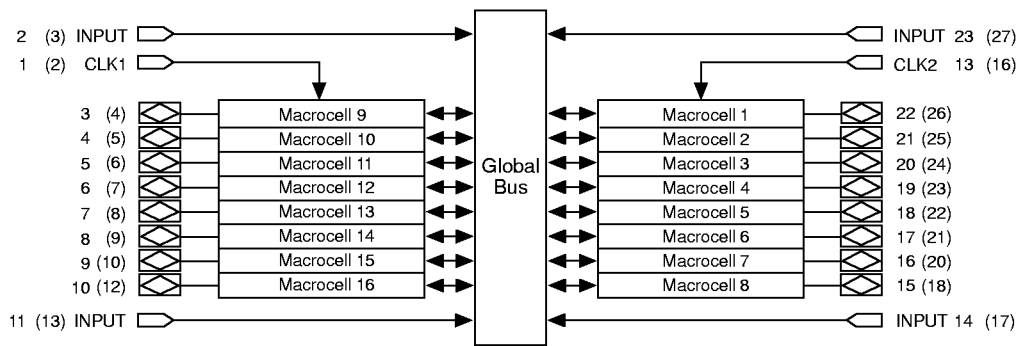 2 (3) INPUT INPUT 23 (27)
1 (2) CLK1 CLK2 13 (16)
3 (4) Macrocell 9 Macrocell 1 22 (26)
4 (5) Macrocell 10 Macrocell 2 21 (25)
5 (6) Macrocell 11 Macrocell 3 20 (24)
Global
Bus
6 (7) Macrocell 12 Macrocell 4 19 (23)
7 (8) Macrocell 13 Macrocell 5 18 (22)
8 (9) Macrocell 14 Macrocell 6 17 (21)
9 (10) Macrocell 15 Macrocell 7 16 (20)
10 (12) Macrocell 16 Macrocell 8 15 (18)
11 (13) INPUT INPUT 14 (17)